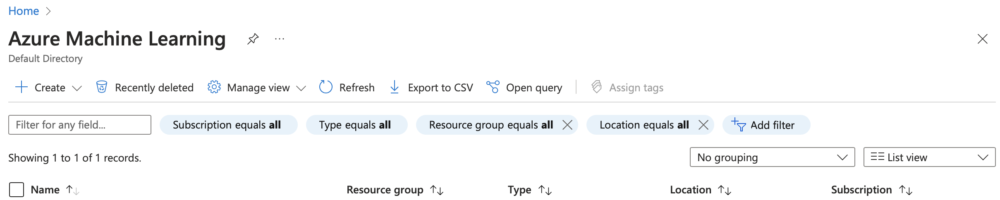 Home
Azure Machine Learning
Default Directory
Create Recently deleted Manage view Refresh Export to CSV Open query Assign tags
Filter for any field... Subscription equals all Type equals all Resource group equals all Location equals all Add filter
Showing 1 to 1 of 1 records. No grouping List view
Name Resource group Type Location Subscription